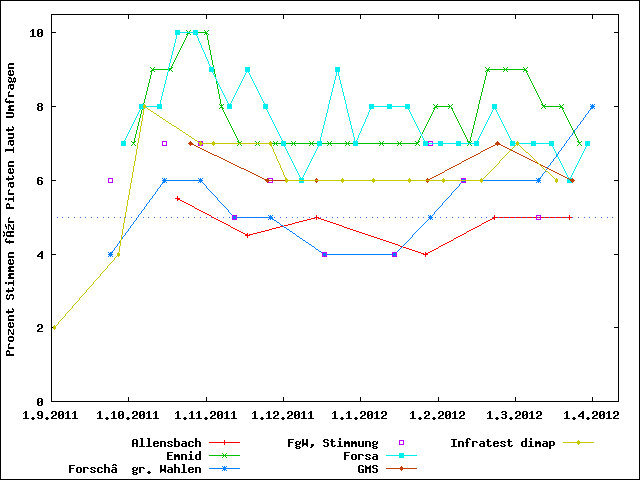 Prozent Stimmen fÃŒr Piraten laut Umfragen
10
8
6
4
2
0
1.9.2011 1.10.2011 1.11.2011 1.12.2011 1.1.2012 1.2.2012 1.3.2012 1.4.2012
Allensbach FgW, Stimmung Infratest dimap
Emnid Forsa
Forschâ gr. Wahlen GMS